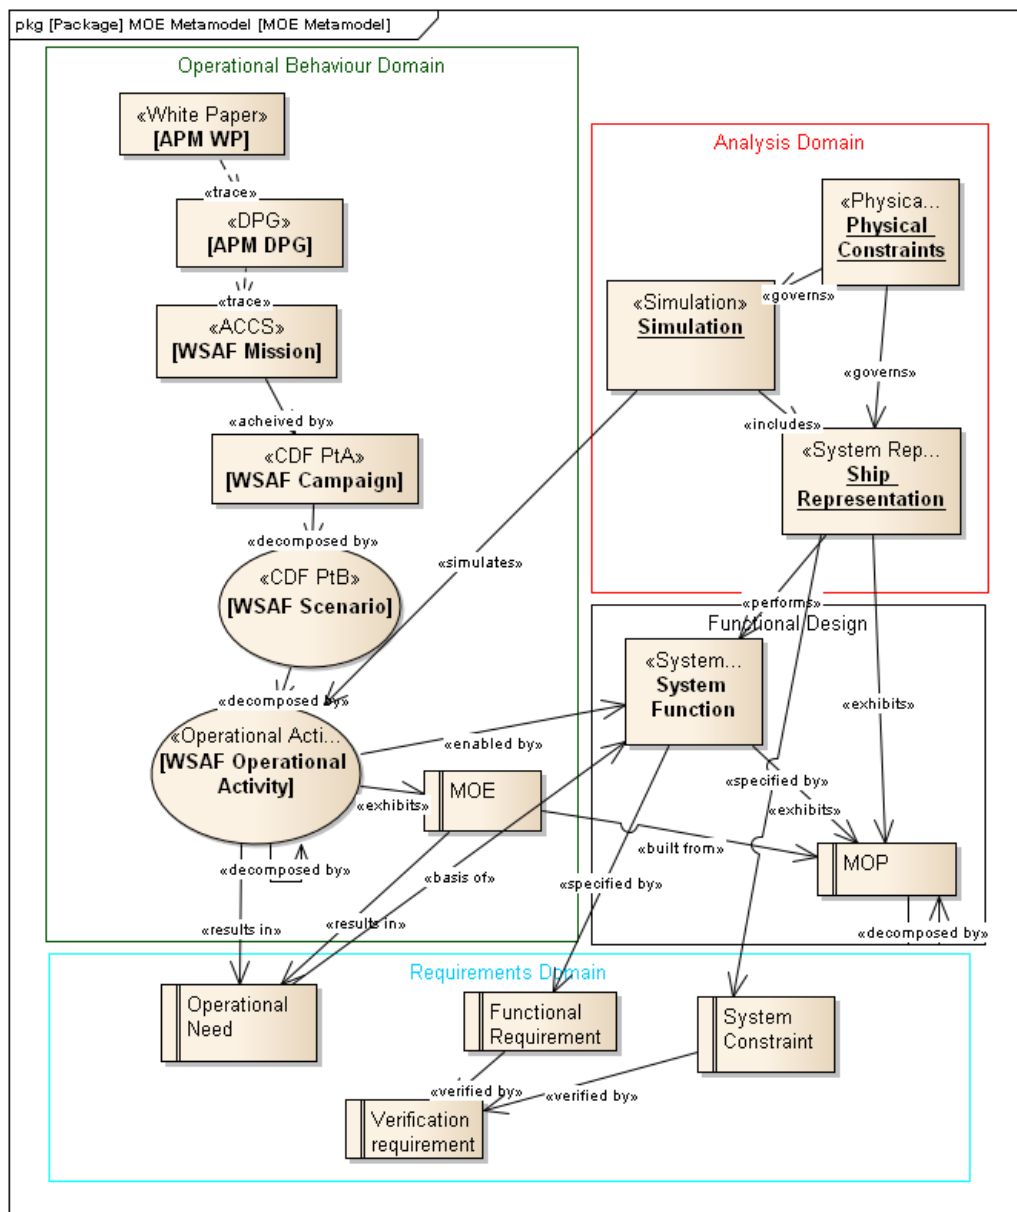 pkg [Package] MOE Metamodel [MOE Metamodel]
Operational Behaviour Domain
«White Paper»
[APM WP]
«trace»
«DPG»
[APM DPG]
«trace»
«ACCS»
[WSAF Mission]
«acheived by»
«CDF PtA»
[WSAF Campaign]
«decomposed by»
«CDF PtB»
[WSAF Scenario]
«decomposed by»
«Operational Acti...
[WSAF Operational
Activity]
«decomposed by»
«results in»
«exhibits»
MOE
«results in»
«basis of»
«enabled by»
«simulates»
«built from»
Analysis Domain
«Physica...
Physical
Constraints
«governs»
«Simulation»
Simulation
«governs»
«includes»
«System Rep...
Ship
Representation
«performs»
Functional Design
«System...
System
Function
«exhibits»
«specified by»
«exhibits»
«specified by»
MOP
«decomposed by»
Requirements Domain
Operational
Need
Functional
Requirement
System
Constraint
«verified by»
«verified by»
Verification
requirement